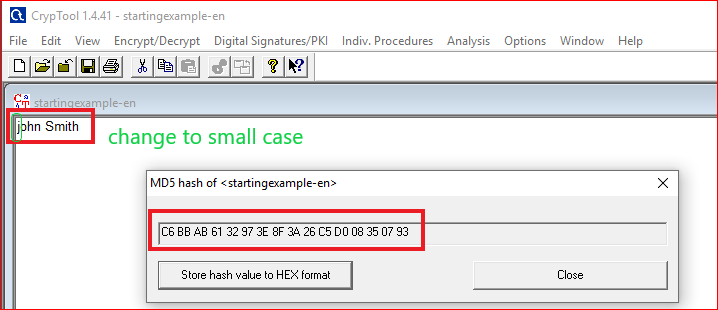 CrypTool 1.4.41 - startingexample-en
File Edit View Encrypt/Decrypt Digital Signatures/PKI Indiv. Procedures Analysis Options Window Help
startingexample-en
john Smith
change to small case
MD5 hash of <startingexample-en>
C6 BB AB 61 32 97 3E 8F 3A 26 C5 D0 08 35 07 93
Store hash value to HEX format Close